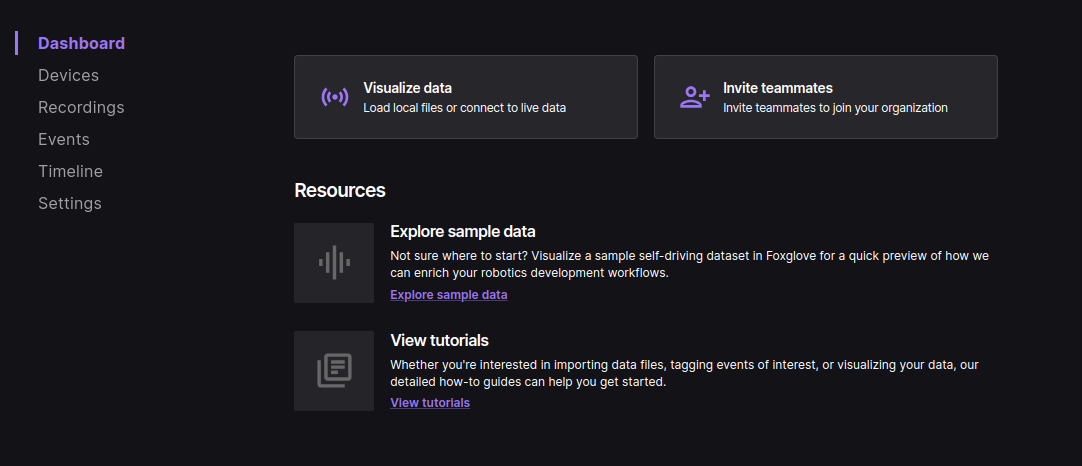 Dashboard
Devices
Recordings
Events
Timeline
Settings
Visualize data
Load local files or connect to live data
Invite teammates
Invite teammates to join your organization
Resources
Explore sample data
Not sure where to start? Visualize a sample self-driving dataset in Foxglove for a quick preview of how we
can enrich your robotics development workflows.
Explore sample data
View tutorials
Whether you're interested in importing data files, tagging events of interest, or visualizing your data, our
detailed how-to guides can help you get started.
View tutorials